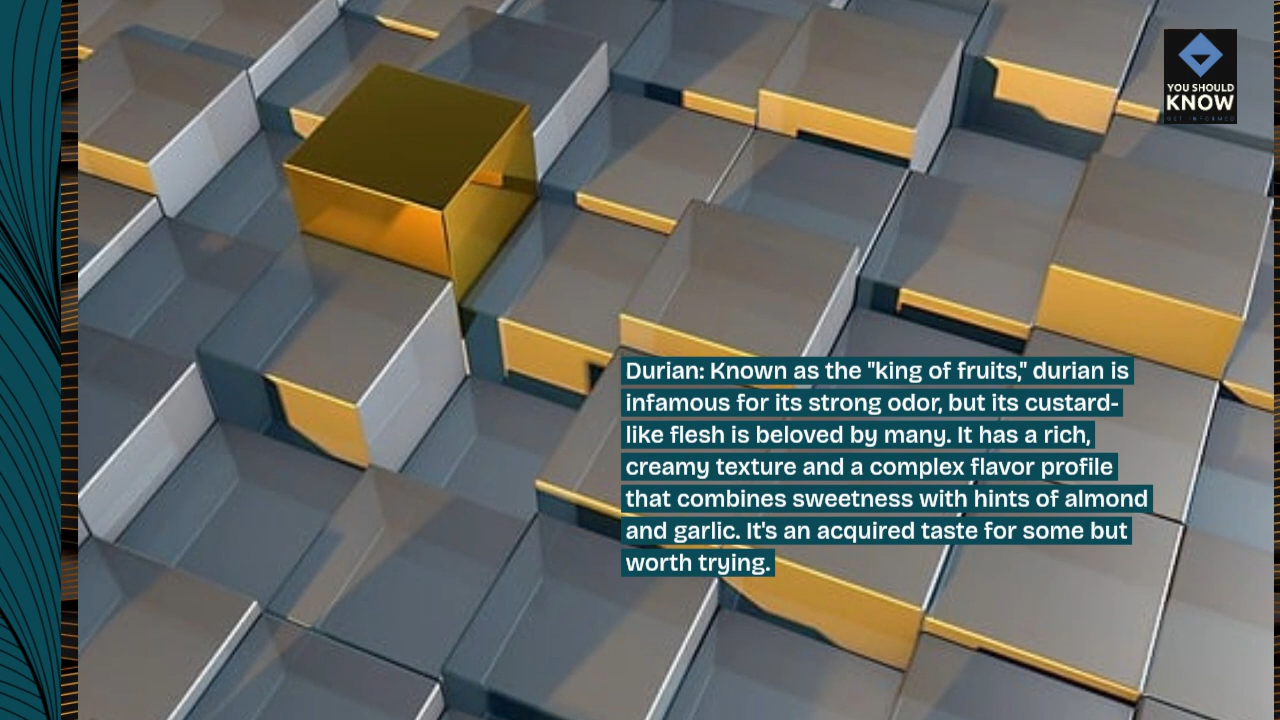 YOU SHOULD
KNOW
GET INFORMED
Durian: Known as the "king of fruits," durian is
infamous for its strong odor, but its custard-
like flesh is beloved by many. It has a rich,
creamy texture and a complex flavor profile
that combines sweetness with hints of almond
and garlic. It's an acquired taste for some but
worth trying.